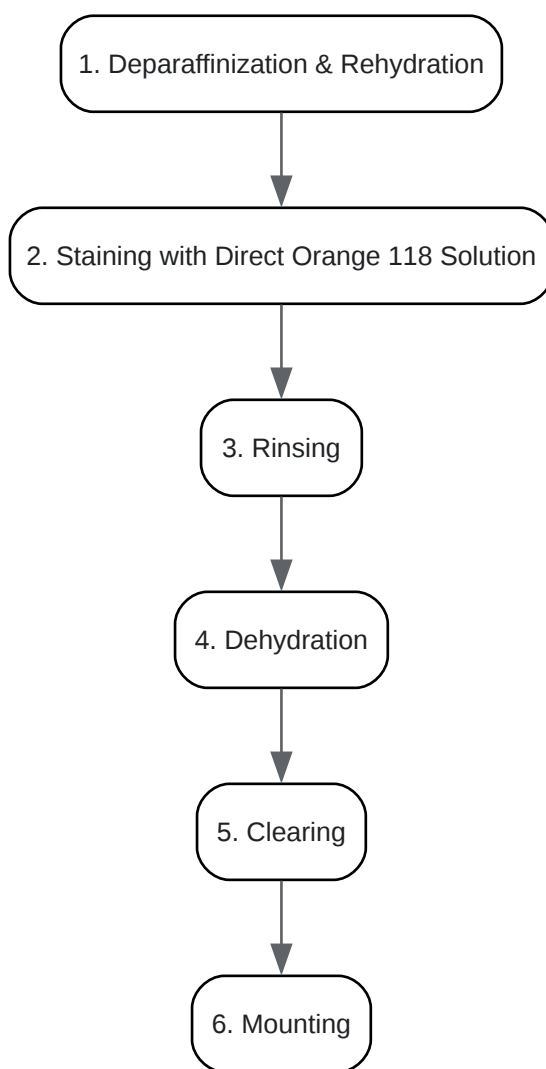 1. Deparaffinization & Rehydration
2. Staining with Direct Orange 118 Solution
3. Rinsing
4. Dehydration
5. Clearing
6. Mounting